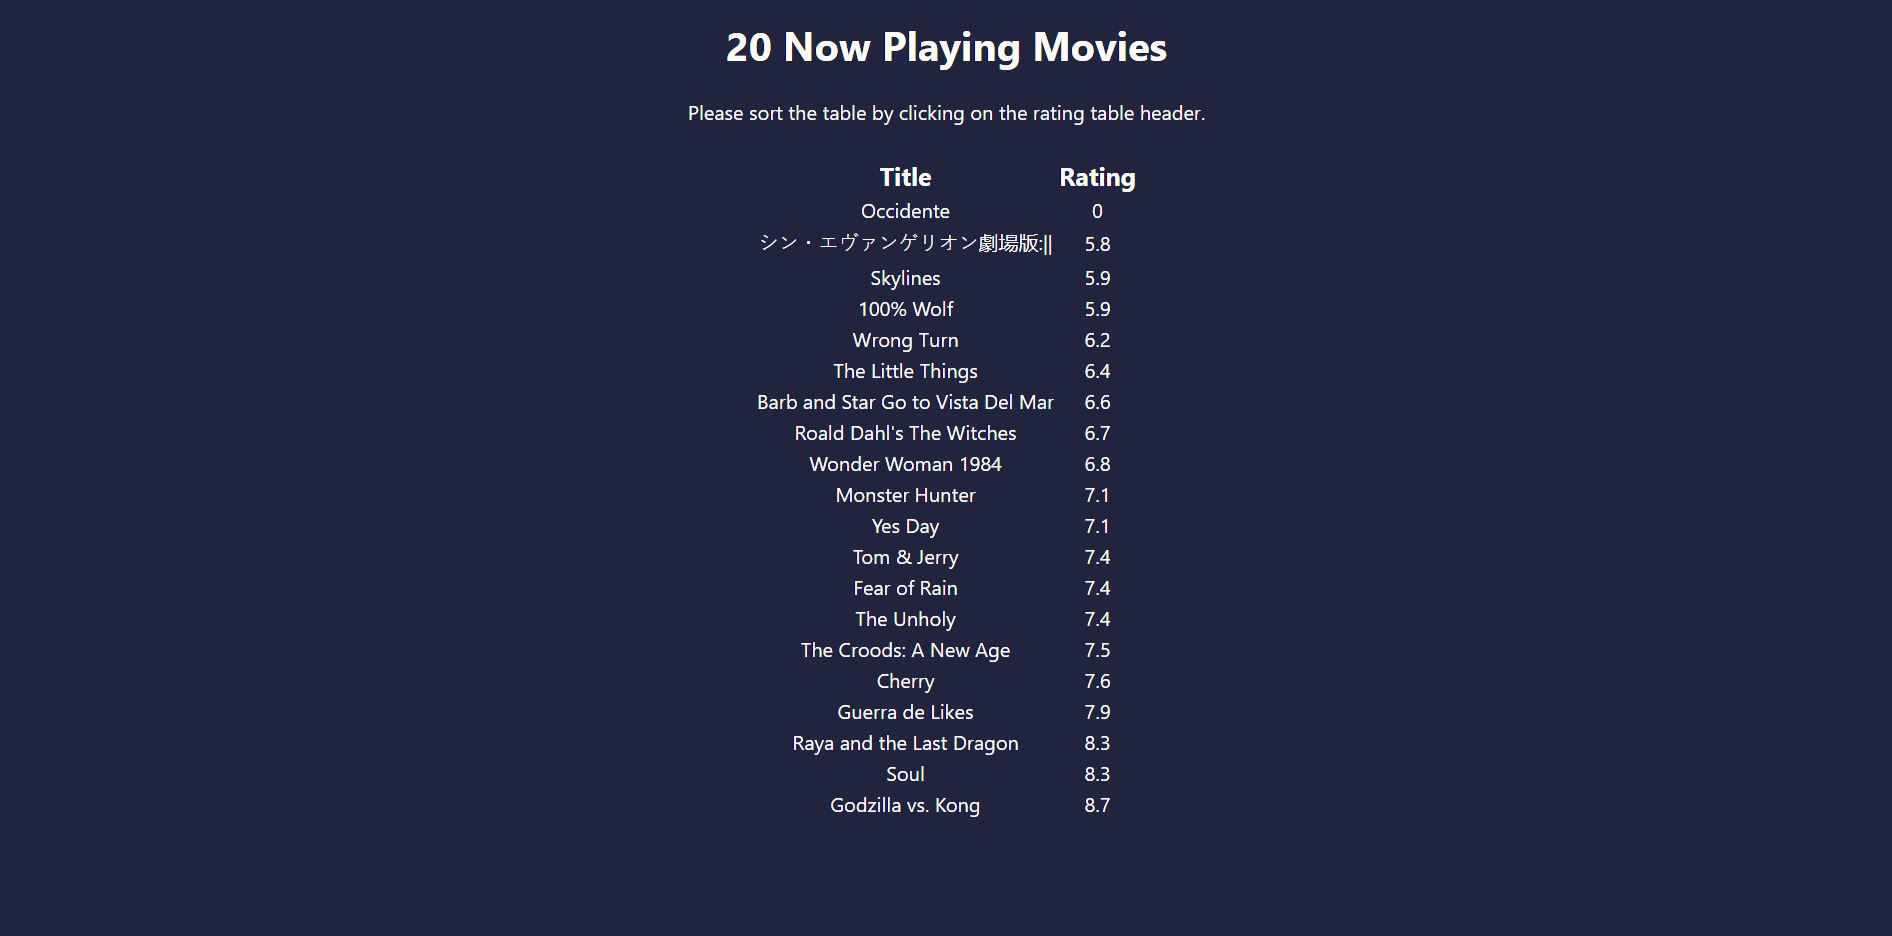 20 Now Playing Movies
Please sort the table by clicking on the rating table header.
Title Rating
Occidente 0
シン・エヴァンゲリオン劇場版:|| 5.8
Skylines 5.9
100% Wolf 5.9
Wrong Turn 6.2
The Little Things 6.4
Barb and Star Go to Vista Del Mar 6.6
Roald Dahl's The Witches 6.7
Wonder Woman 1984 6.8
Monster Hunter 7.1
Yes Day 7.1
Tom & Jerry 7.4
Fear of Rain 7.4
The Unholy 7.4
The Croods: A New Age 7.5
Cherry 7.6
Guerra de Likes 7.9
Raya and the Last Dragon 8.3
Soul 8.3
Godzilla vs. Kong 8.7